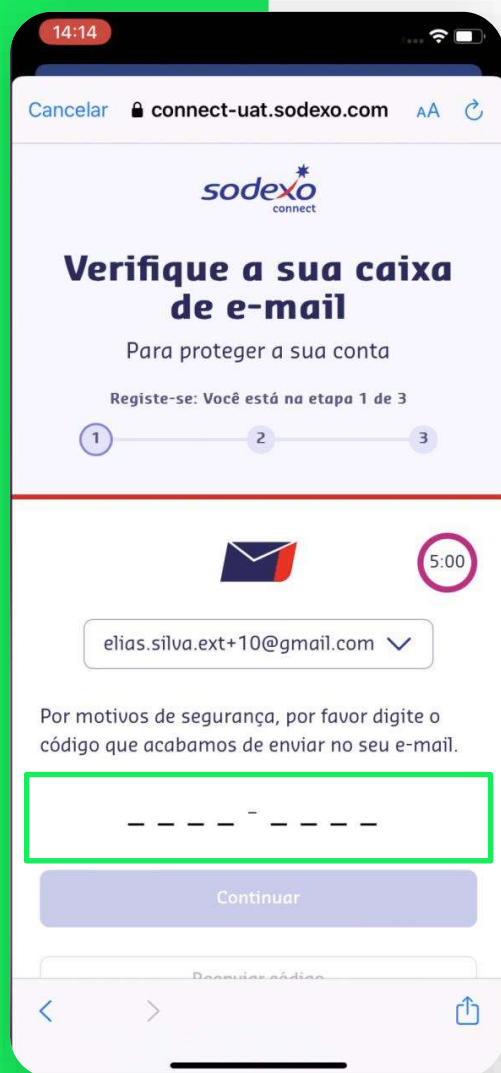 14:14
Cancelar connect-uat.sodexo.com AA
sodexo
connect
Verifique a sua caixa
de e-mail
Para proteger a sua conta
Registe-se: Você está na etapa 1 de 3
1 2 3
5:00
elias.silva.ext+10@gmail.com
Por motivos de segurança, por favor digite o
código que acabamos de enviar no seu e-mail.
_ _ _ _ - _ _ _ _
Continuar
Reenviar código